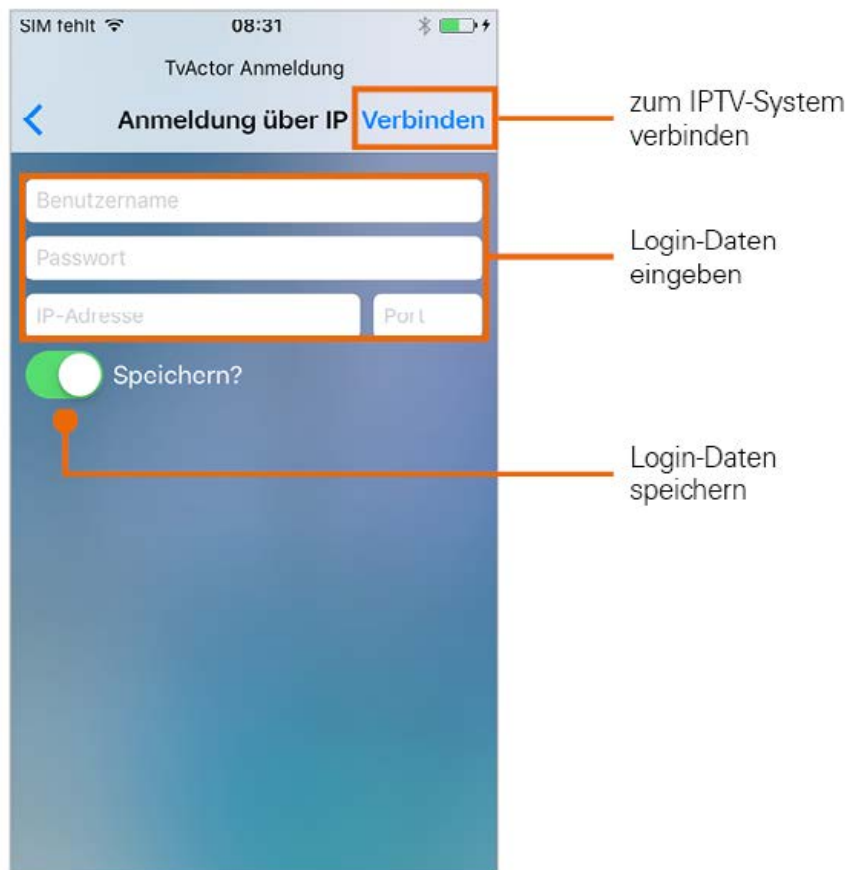 SIM fehlt 08:31
TvActor Anmeldung
Anmeldung über IP Verbinden
zum IPTV-System
verbinden
Benutzername
Passwort
Login-Daten
eingeben
IP-Adresse Port
Speichern?
Login-Daten
speichern